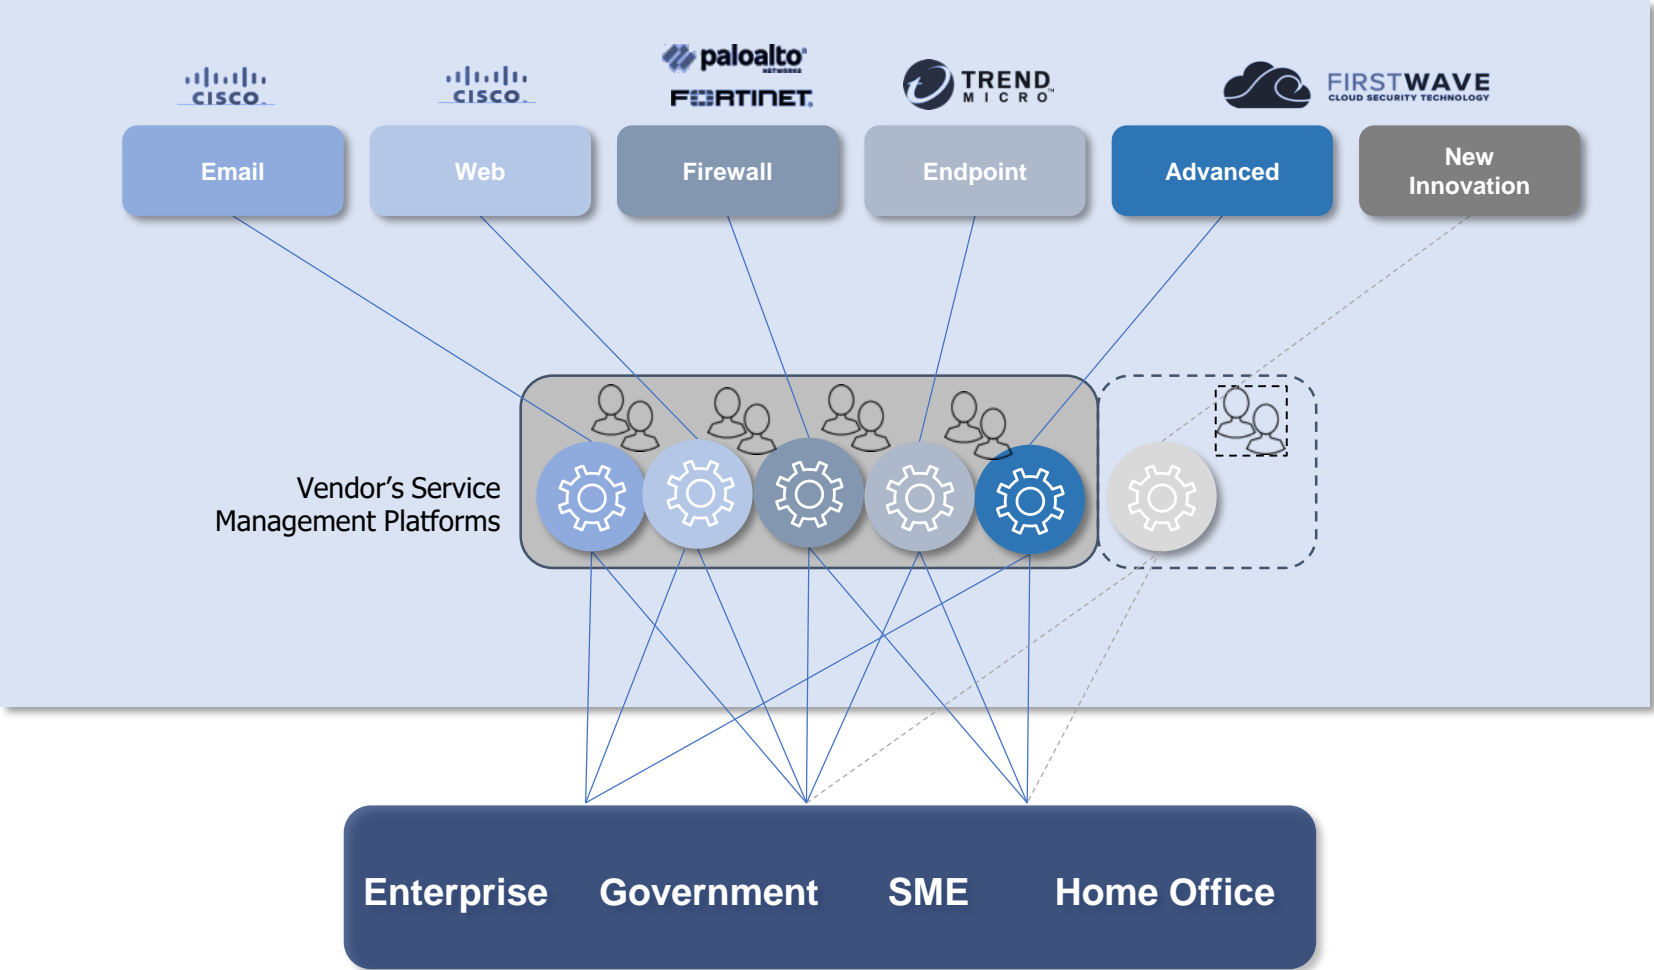 CISCO
CISCO
paloalto
NETWORKS
FORTINET
TREND
MICRO
FIRSTWAVE
CLOUD SECURITY TECHNOLOGY
Email
Web
Firewall
Endpoint
Advanced
New
Innovation
Vendor’s Service
Management Platforms
Enterprise Government SME Home Office